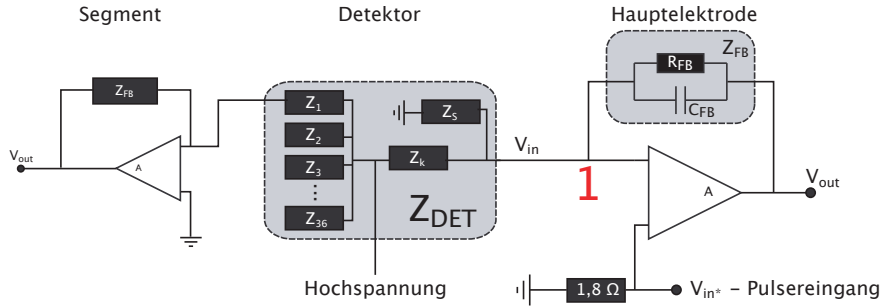 Segment
Detektor
Hauptelektrode
Z_FB
R_FB
C_FB
Z_FB
Z_1
Z_2
Z_3
⋮
Z_36
Z_S
Z_k
Z_DET
V_in
1
A
V_out
A
V_out
Hochspannung
1,8 Ω
V_in* – Pulsereingang